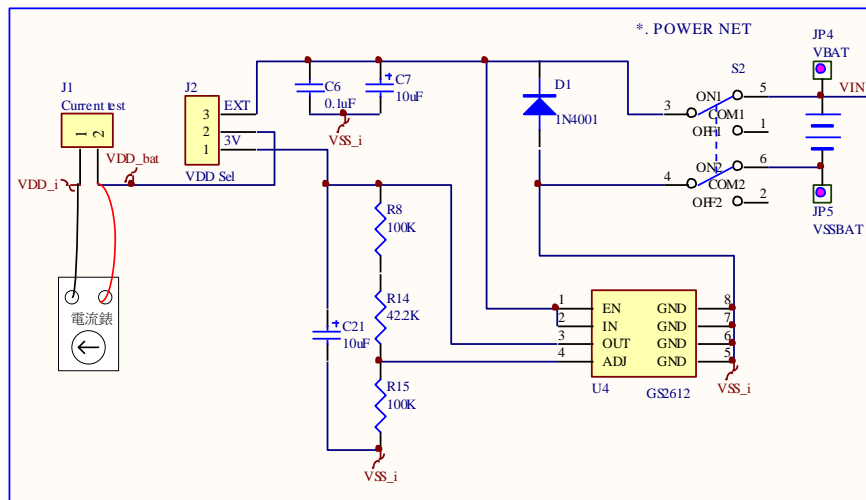 *. POWER NET
JP4
VBAT
J1
Current test
J2
EXT
3
2
3V
1
VDD Sel
C6
0.1uF
C7
10uF
VSS_i
D1
1N4001
S2
ON1
5
VIN
3
COM1
OFF1
1
ON2
6
4
COM2
OFF2
2
JP5
VSSBAT
1
2
VDD_bat
VDD_i
電流錶
R8
100K
R14
42.2K
C21
10uF
R15
100K
VSS_i
1
EN
GND
8
2
IN
GND
7
3
OUT
GND
6
4
ADJ
GND
5
U4
GS2612
VSS_i